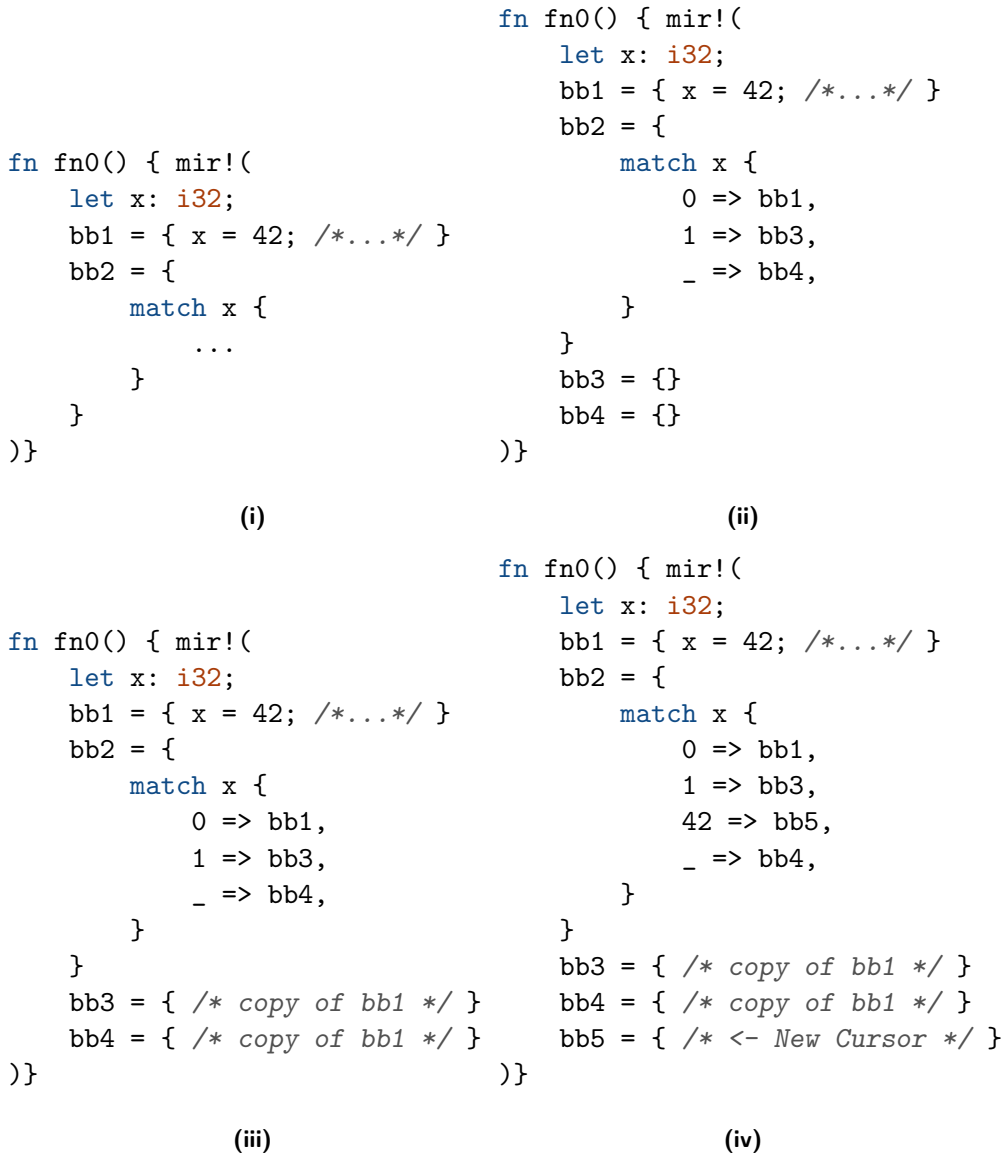 fn fn0() { mir!(
    let x: i32;
    bb1 = { x = 42; /*...*/ }
    bb2 = {
        match x {
            ...
        }
    }
)}
(i)
fn fn0() { mir!(
    let x: i32;
    bb1 = { x = 42; /*...*/ }
    bb2 = {
        match x {
            0 => bb1,
            1 => bb3,
            _ => bb4,
        }
    }
    bb3 = {}
    bb4 = {}
)}
(ii)
fn fn0() { mir!(
    let x: i32;
    bb1 = { x = 42; /*...*/ }
    bb2 = {
        match x {
            0 => bb1,
            1 => bb3,
            _ => bb4,
        }
    }
    bb3 = { /* copy of bb1 */ }
    bb4 = { /* copy of bb1 */ }
)}
(iii)
fn fn0() { mir!(
    let x: i32;
    bb1 = { x = 42; /*...*/ }
    bb2 = {
        match x {
            0 => bb1,
            1 => bb3,
            42 => bb5,
            _ => bb4,
        }
    }
    bb3 = { /* copy of bb1 */ }
    bb4 = { /* copy of bb1 */ }
    bb5 = { /* <- New Cursor */ }
)}
(iv)